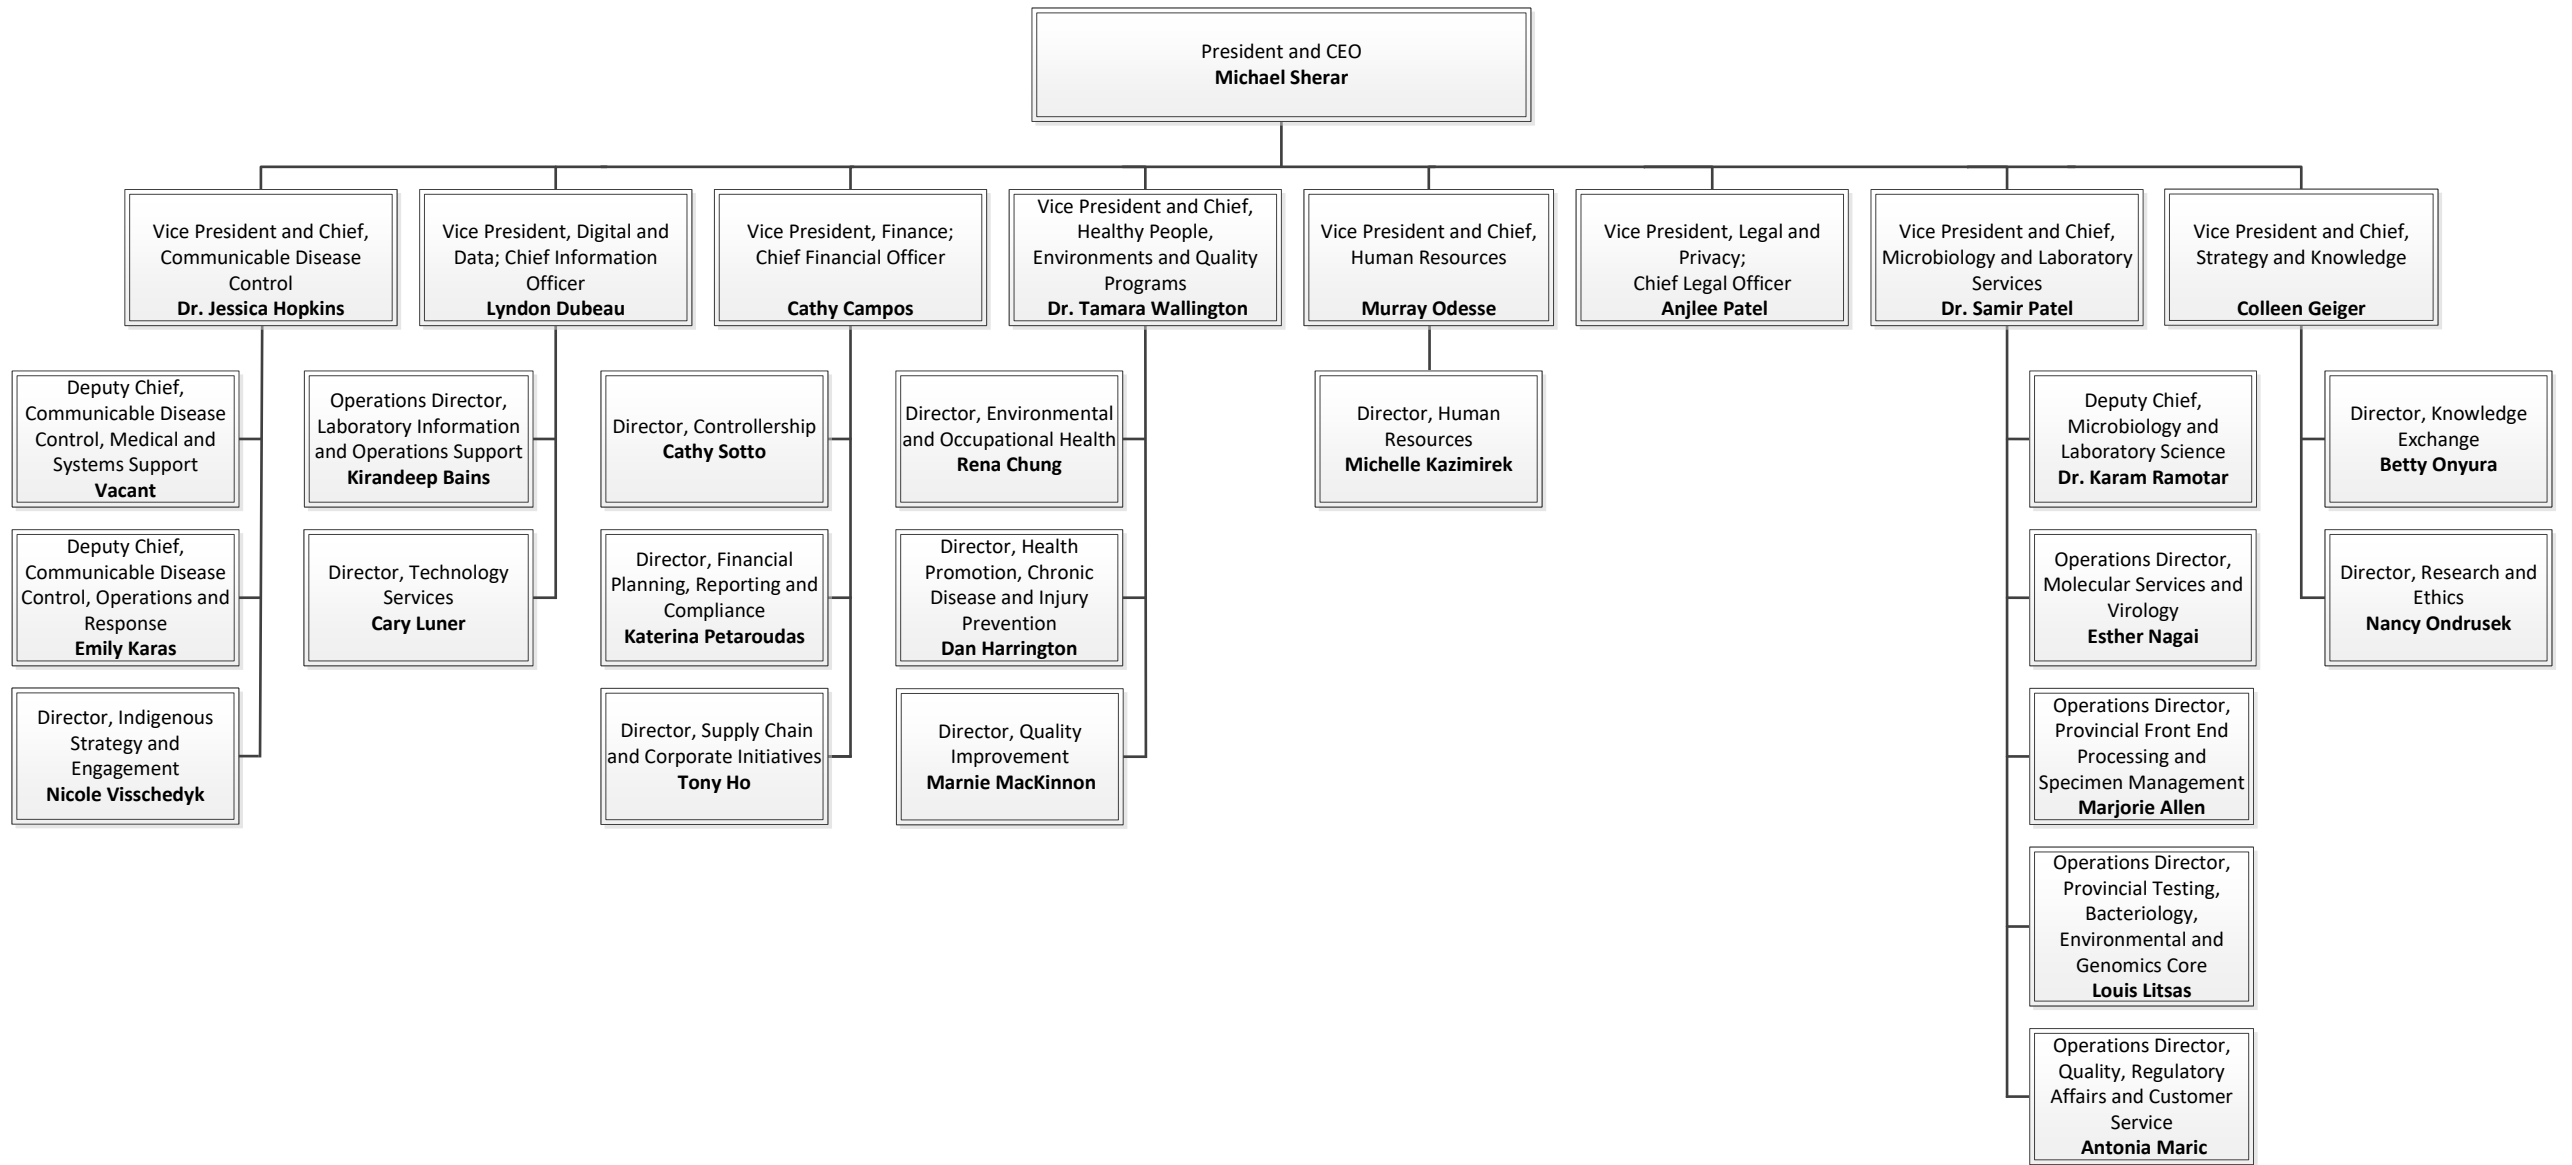 President and CEO
Michael Sherar
Vice President and Chief,
Communicable Disease
Control
Dr. Jessica Hopkins
Vice President, Digital and
Data; Chief Information
Officer
Lyndon Dubeau
Vice President, Finance;
Chief Financial Officer
Cathy Campos
Vice President and Chief,
Healthy People,
Environments and Quality
Programs
Dr. Tamara Wallington
Vice President and Chief,
Human Resources
Murray Odesse
Vice President, Legal and
Privacy;
Chief Legal Officer
Anjlee Patel
Vice President and Chief,
Microbiology and Laboratory
Services
Dr. Samir Patel
Vice President and Chief,
Strategy and Knowledge
Colleen Geiger
Deputy Chief,
Communicable Disease
Control, Medical and
Systems Support
Vacant
Deputy Chief,
Communicable Disease
Control, Operations and
Response
Emily Karas
Director, Indigenous
Strategy and
Engagement
Nicole Visschedyk
Operations Director,
Laboratory Information
and Operations Support
Kirandeep Bains
Director, Technology
Services
Cary Luner
Director, Controllership
Cathy Sotto
Director, Financial
Planning, Reporting and
Compliance
Katerina Petaroudas
Director, Supply Chain
and Corporate Initiatives
Tony Ho
Director, Environmental
and Occupational Health
Rena Chung
Director, Health
Promotion, Chronic
Disease and Injury
Prevention
Dan Harrington
Director, Quality
Improvement
Marnie MacKinnon
Director, Human
Resources
Michelle Kazimirek
Deputy Chief,
Microbiology and
Laboratory Science
Dr. Karam Ramotar
Operations Director,
Molecular Services and
Virology
Esther Nagai
Operations Director,
Provincial Front End
Processing and
Specimen Management
Marjorie Allen
Operations Director,
Provincial Testing,
Bacteriology,
Environmental and
Genomics Core
Louis Litsas
Operations Director,
Quality, Regulatory
Affairs and Customer
Service
Antonia Maric
Director, Knowledge
Exchange
Betty Onyura
Director, Research and
Ethics
Nancy Ondrusek